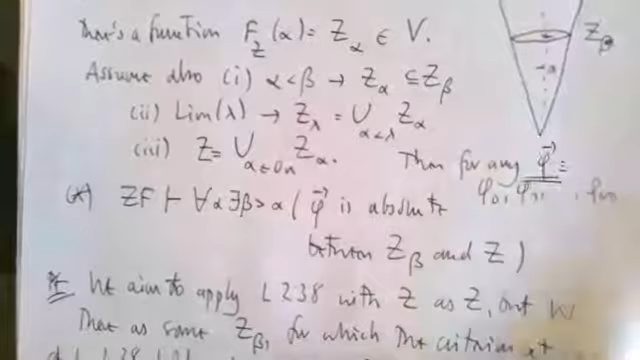 There's a function F_Z(α) = Z_α ∈ V.
Z_β
Assume also (i) α<β → Z_α ⊆ Z_β
(ii) Lim(λ) → Z_λ = ∪_{α<λ} Z_α
(iii) Z = ∪_{α∈On} Z_α. Then for any φ⃗ =
φ_0, φ_1,
(*) ZF ⊢ ∀α∃β>α ( φ⃗ is absolute
between Z_β and Z )
Pf We aim to apply L 2.38 with Z as Z, and W
That as some Z_β, for which the criterion